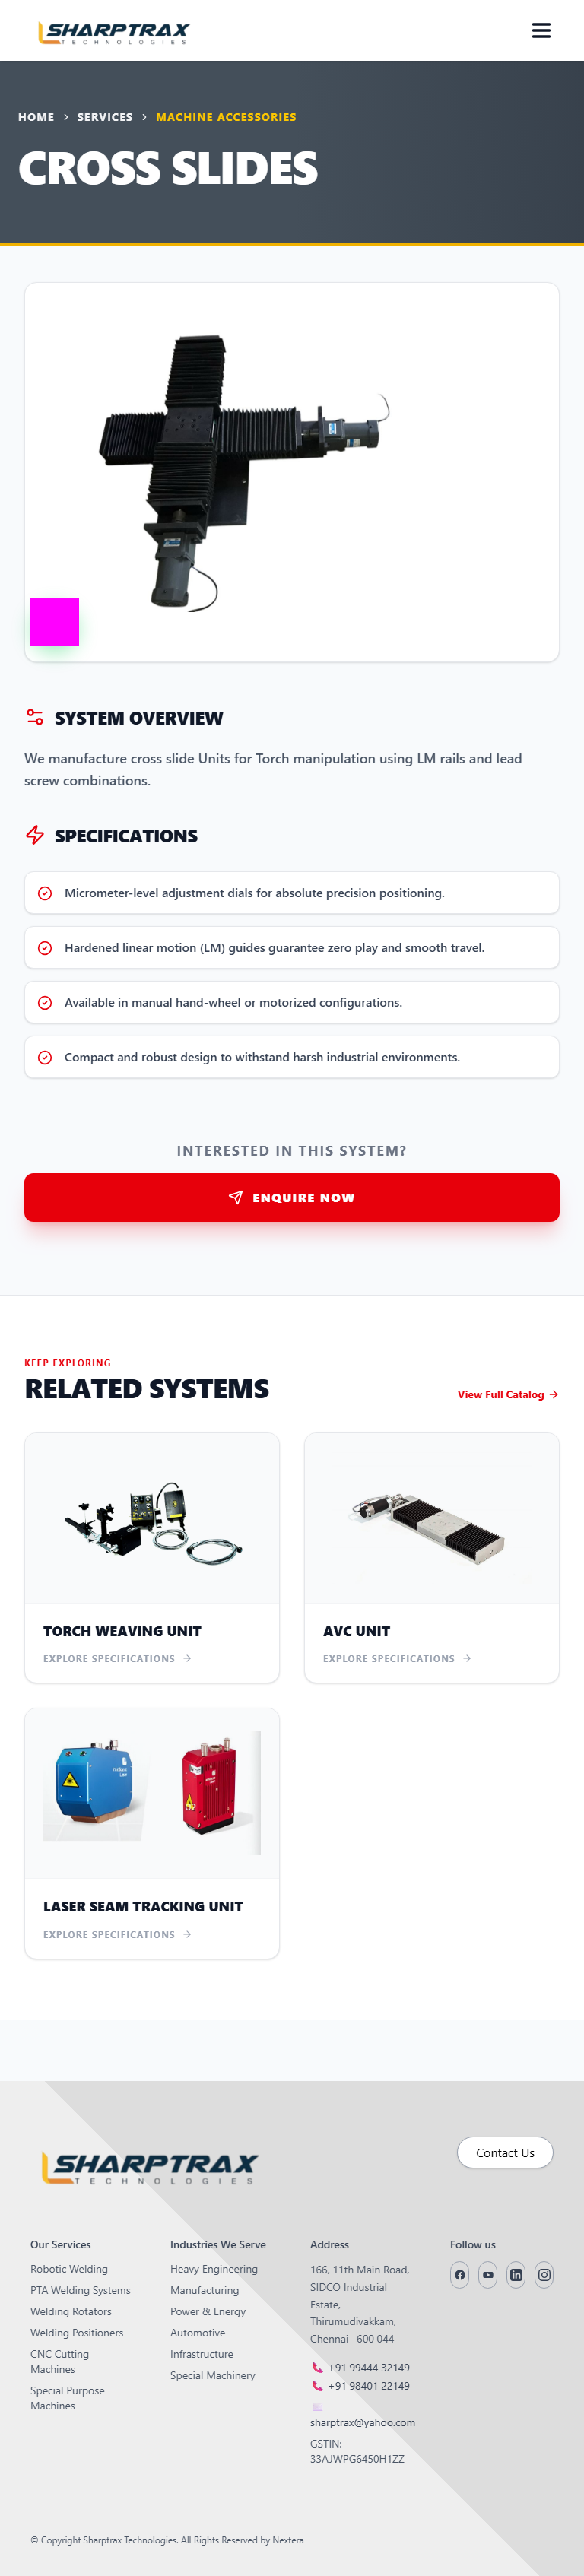 SHARPTRAX
TECHNOLOGIES
HOME > SERVICES > MACHINE ACCESSORIES
CROSS SLIDES
SYSTEM OVERVIEW
We manufacture cross slide Units for Torch manipulation using LM rails and lead
screw combinations.
SPECIFICATIONS
Micrometer-level adjustment dials for absolute precision positioning.
Hardened linear motion (LM) guides guarantee zero play and smooth travel.
Available in manual hand-wheel or motorized configurations.
Compact and robust design to withstand harsh industrial environments.
INTERESTED IN THIS SYSTEM?
ENQUIRE NOW
KEEP EXPLORING
RELATED SYSTEMS
View Full Catalog →
TORCH WEAVING UNIT
EXPLORE SPECIFICATIONS →
AVC UNIT
EXPLORE SPECIFICATIONS →
LASER SEAM TRACKING UNIT
EXPLORE SPECIFICATIONS →
SHARPTRAX
TECHNOLOGIES
Contact Us
Our Services
Robotic Welding
PTA Welding Systems
Welding Rotators
Welding Positioners
CNC Cutting
Machines
Special Purpose
Machines
Industries We Serve
Heavy Engineering
Manufacturing
Power & Energy
Automotive
Infrastructure
Special Machinery
Address
166, 11th Main Road,
SIDCO Industrial
Estate,
Thirumudivakkam,
Chennai –600 044
+91 99444 32149
+91 98401 22149
sharptrax@yahoo.com
GSTIN:
33AJWPG6450H1ZZ
Follow us
© Copyright Sharptrax Technologies. All Rights Reserved by Nextera